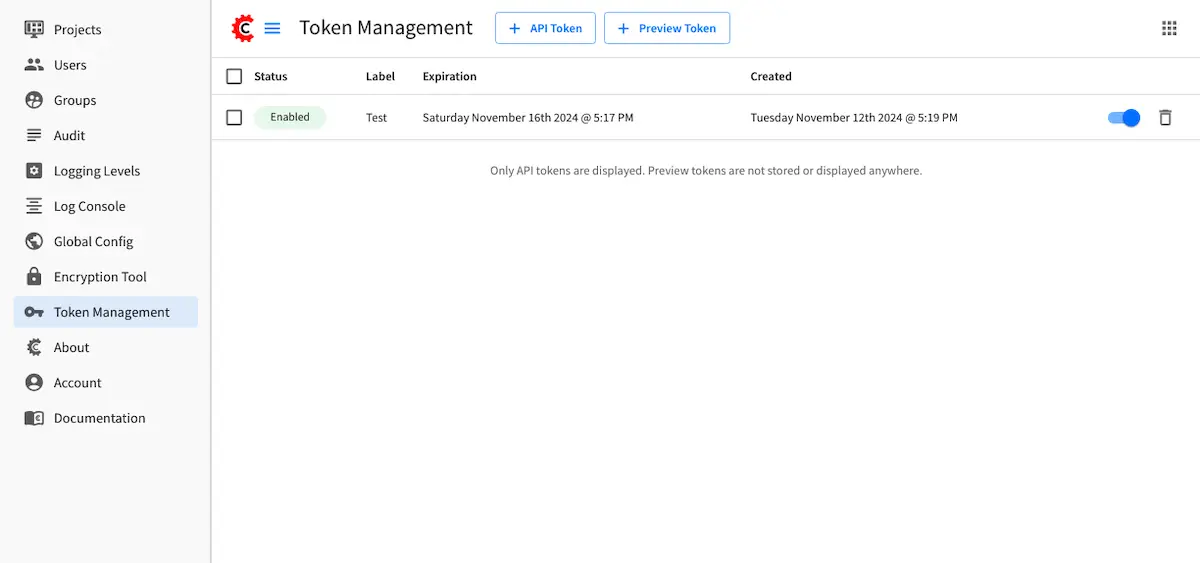 Projects
Users
Groups
Audit
Logging Levels
Log Console
Global Config
Encryption Tool
Token Management
About
Account
Documentation
C Token Management + API Token + Preview Token
Status Label Expiration Created
Enabled Test Saturday November 16th 2024 @ 5:17 PM Tuesday November 12th 2024 @ 5:19 PM
Only API tokens are displayed. Preview tokens are not stored or displayed anywhere.